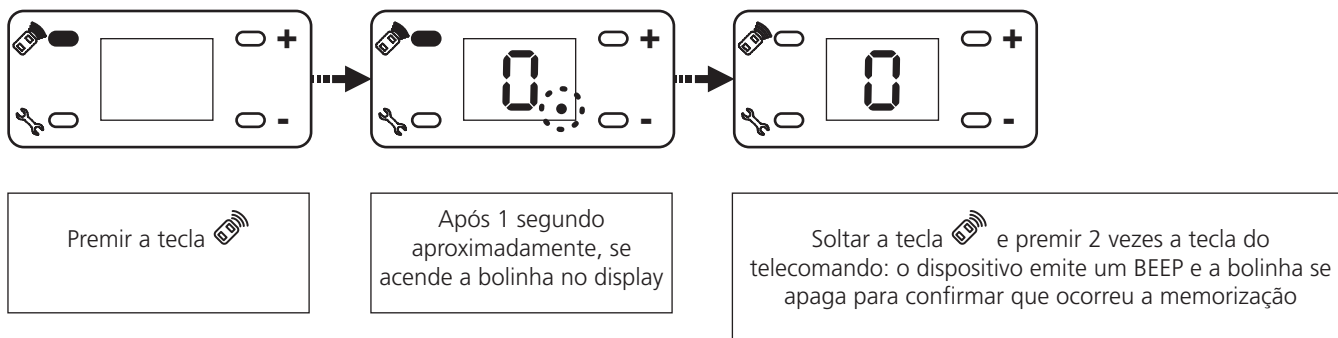 +
-
0
+
-
0
+
-
Premir a tecla
Após 1 segundo
aproximadamente, se
acende a bolinha no display
Soltar a tecla e premir 2 vezes a tecla do
telecomando: o dispositivo emite um BEEP e a bolinha se
apaga para confirmar que ocorreu a memorização